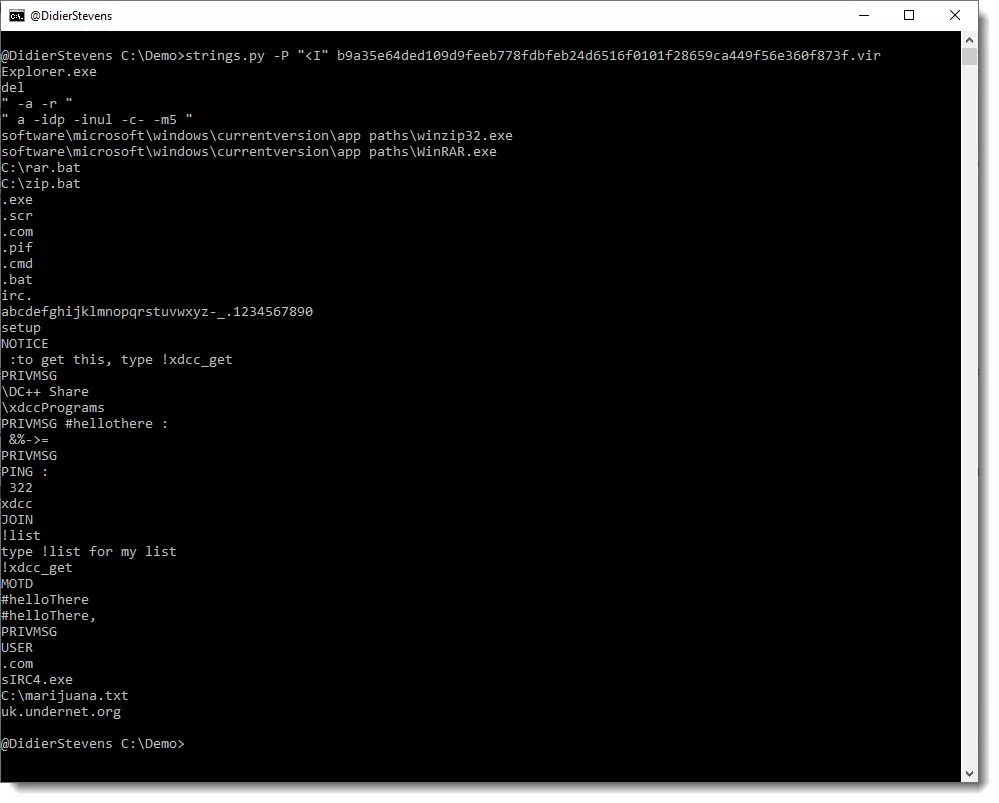 @DidierStevens
@DidierStevens C:\Demo>strings.py -P "<I" b9a35e64ded109d9feeb778fdbfeb24d6516f0101f28659ca449f56e360f873f.vir
Explorer.exe
del
" -a -r "
" a -idp -inul -c- -m5 "
software\microsoft\windows\currentversion\app paths\winzip32.exe
software\microsoft\windows\currentversion\app paths\WinRAR.exe
C:\rar.bat
C:\zip.bat
.exe
.scr
.com
.pif
.cmd
.bat
irc.
abcdefghijklmnopqrstuvwxyz-_.1234567890
setup
NOTICE
 :to get this, type !xdcc_get
PRIVMSG
\DC++ Share
\xdccPrograms
PRIVMSG #hellothere :
 &%->=
PRIVMSG
PING :
 322
xdcc
JOIN
!list
type !list for my list
!xdcc_get
MOTD
#helloThere
#helloThere,
PRIVMSG
USER
.com
sIRC4.exe
C:\marijuana.txt
uk.undernet.org
@DidierStevens C:\Demo>